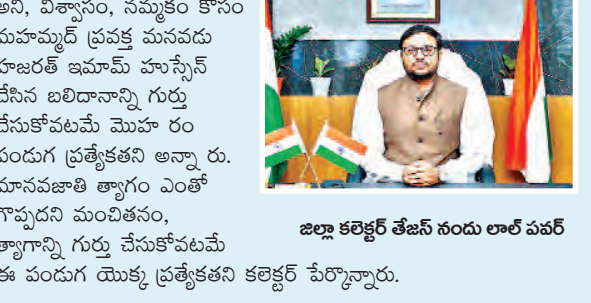 అని, విశ్వాసం, నమ్మకం కోసం
మహమ్మద్ ప్రవక్త మనవడు
హజరత్ ఇమామ్ హుస్సేన్
చేసిన బలిదానాన్ని గుర్తు
చేసుకోవటమే మొహ రం
పండుగ ప్రత్యేకతని అన్నా రు.
మానవజాతి త్యాగం ఎంతో
గొప్పదని మంచితనం,
త్యాగాన్ని గుర్తు చేసుకోవటమే
ఈ పండుగ యొక్క ప్రత్యేకతని కలెక్టర్ పేర్కొన్నారు.
జిల్లా కలెక్టర్ తేజస్ నందు లాల్ పవర్